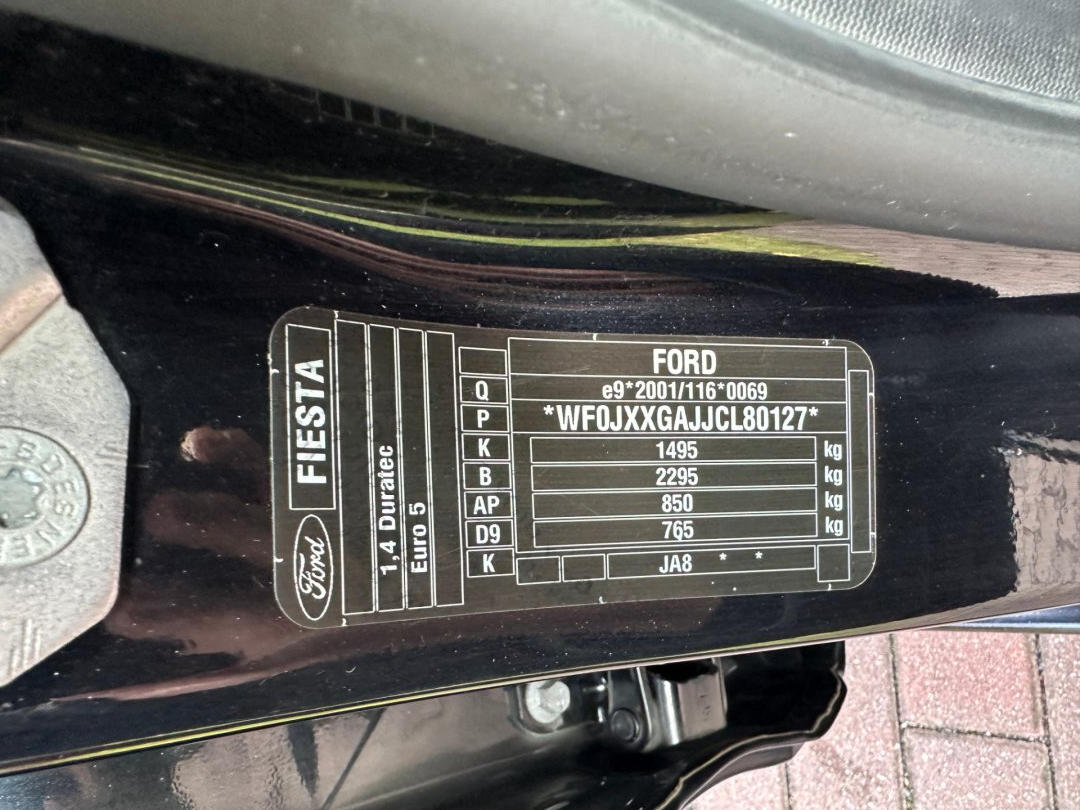 FORD
Q e9*2001/116*0069
P *WF0JXXGAJJCL80127*
K 1495 kg
B 2295 kg
AP 850 kg
D9 765 kg
K JA8 * *
FIESTA
Ford
1,4 Duratec
Euro 5